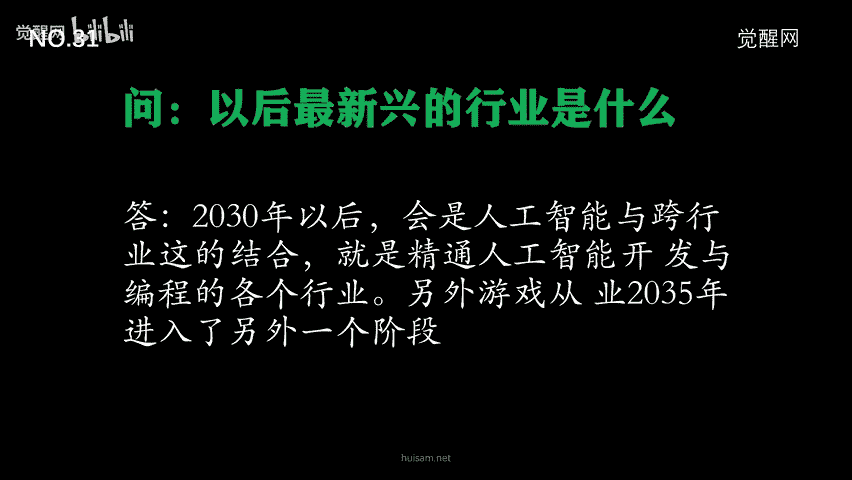 觉醒网 bilibili
NO.31
觉醒网
问：以后最新兴的行业是什么
答：2030年以后，会是人工智能与跨行
业这的结合，就是精通人工智能开 发与
编程的各个行业。另外游戏从 业2035年
进入了另外一个阶段
huisam.net